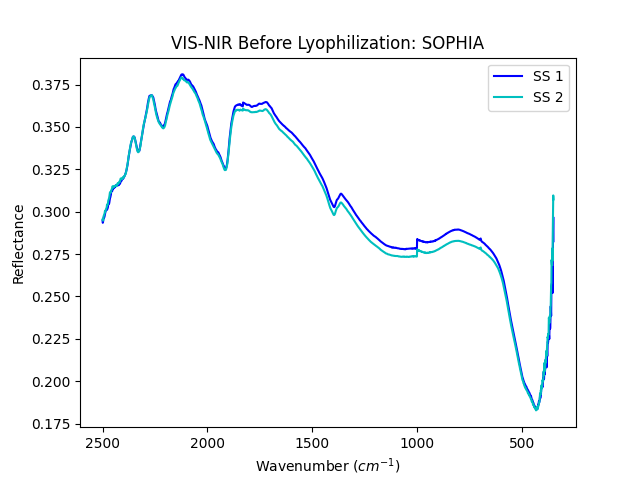 VIS-NIR Before Lyophilization: SOPHIA
SS 1
SS 2
0.375
0.350
0.325
0.300
0.275
0.250
0.225
0.200
0.175
Reflectance
2500 2000 1500 1000 500
Wavenumber (cm⁻¹)